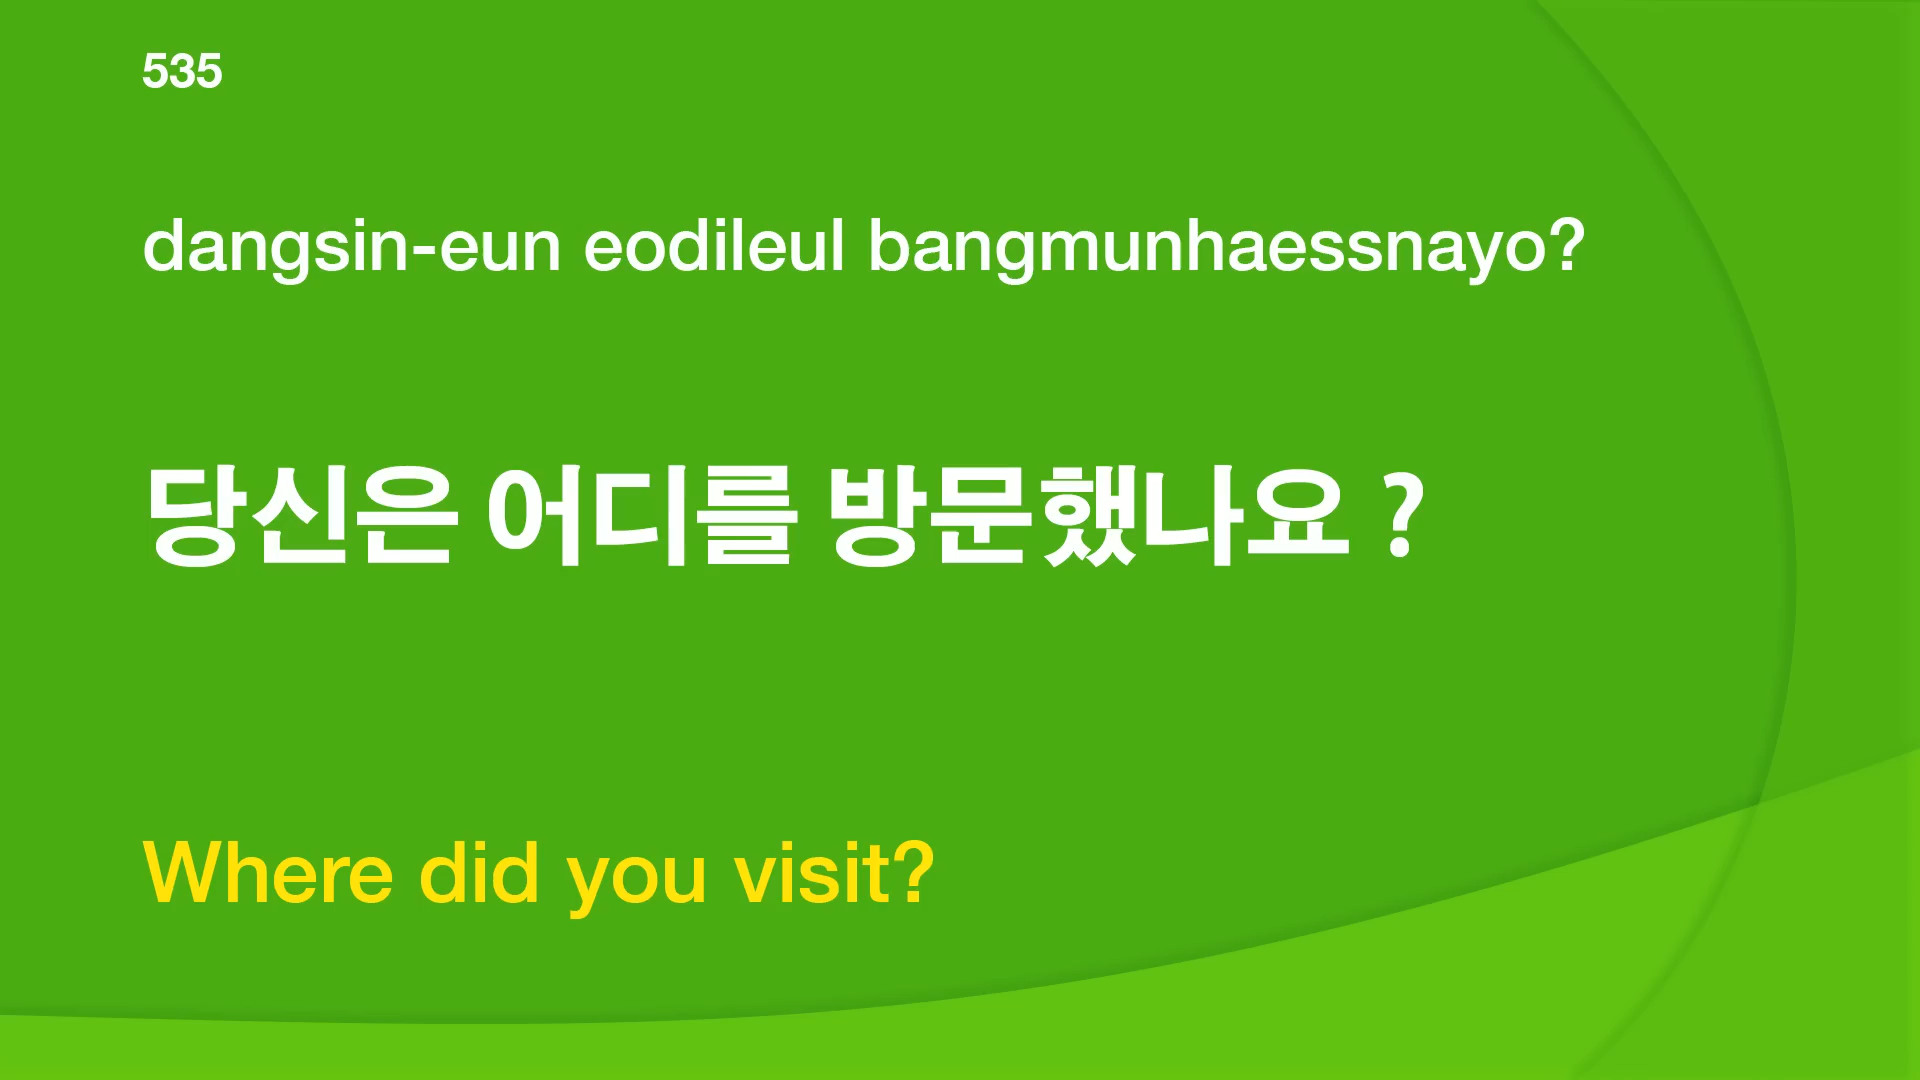 535
dangsin-eun eodileul bangmunhaessnayo?
당신은 어디를 방문했나요 ?
Where did you visit?